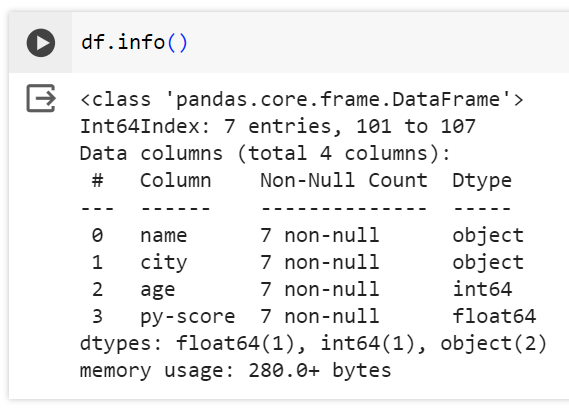 df.info()
<class 'pandas.core.frame.DataFrame'>
Int64Index: 7 entries, 101 to 107
Data columns (total 4 columns):
 #   Column    Non-Null Count  Dtype
---  ------    --------------  -----
 0   name      7 non-null      object
 1   city      7 non-null      object
 2   age       7 non-null      int64
 3   py-score  7 non-null      float64
dtypes: float64(1), int64(1), object(2)
memory usage: 280.0+ bytes